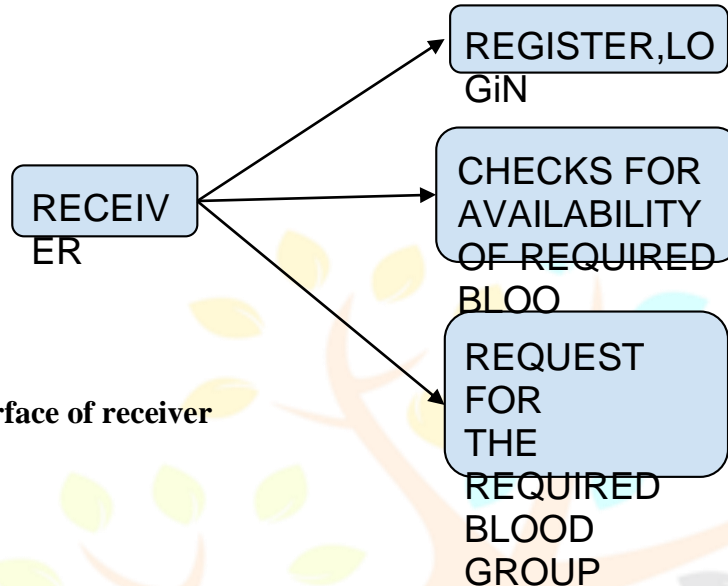 REGISTER,LO
GiN
CHECKS FOR
AVAILABILITY
OF REQUIRED
BLOO
RECEIV
ER
REQUEST
FOR
THE
REQUIRED
BLOOD
GROUP
rface of receiver